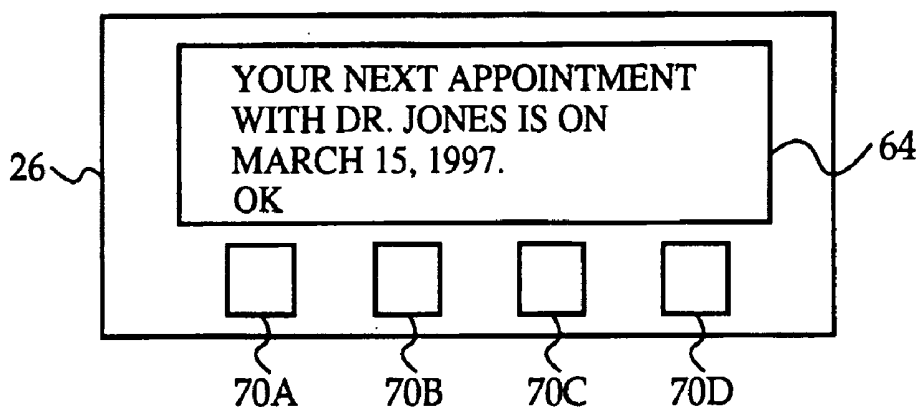 YOUR NEXT APPOINTMENT
WITH DR. JONES IS ON
MARCH 15, 1997.
OK
26
64
70A 70B 70C 70D